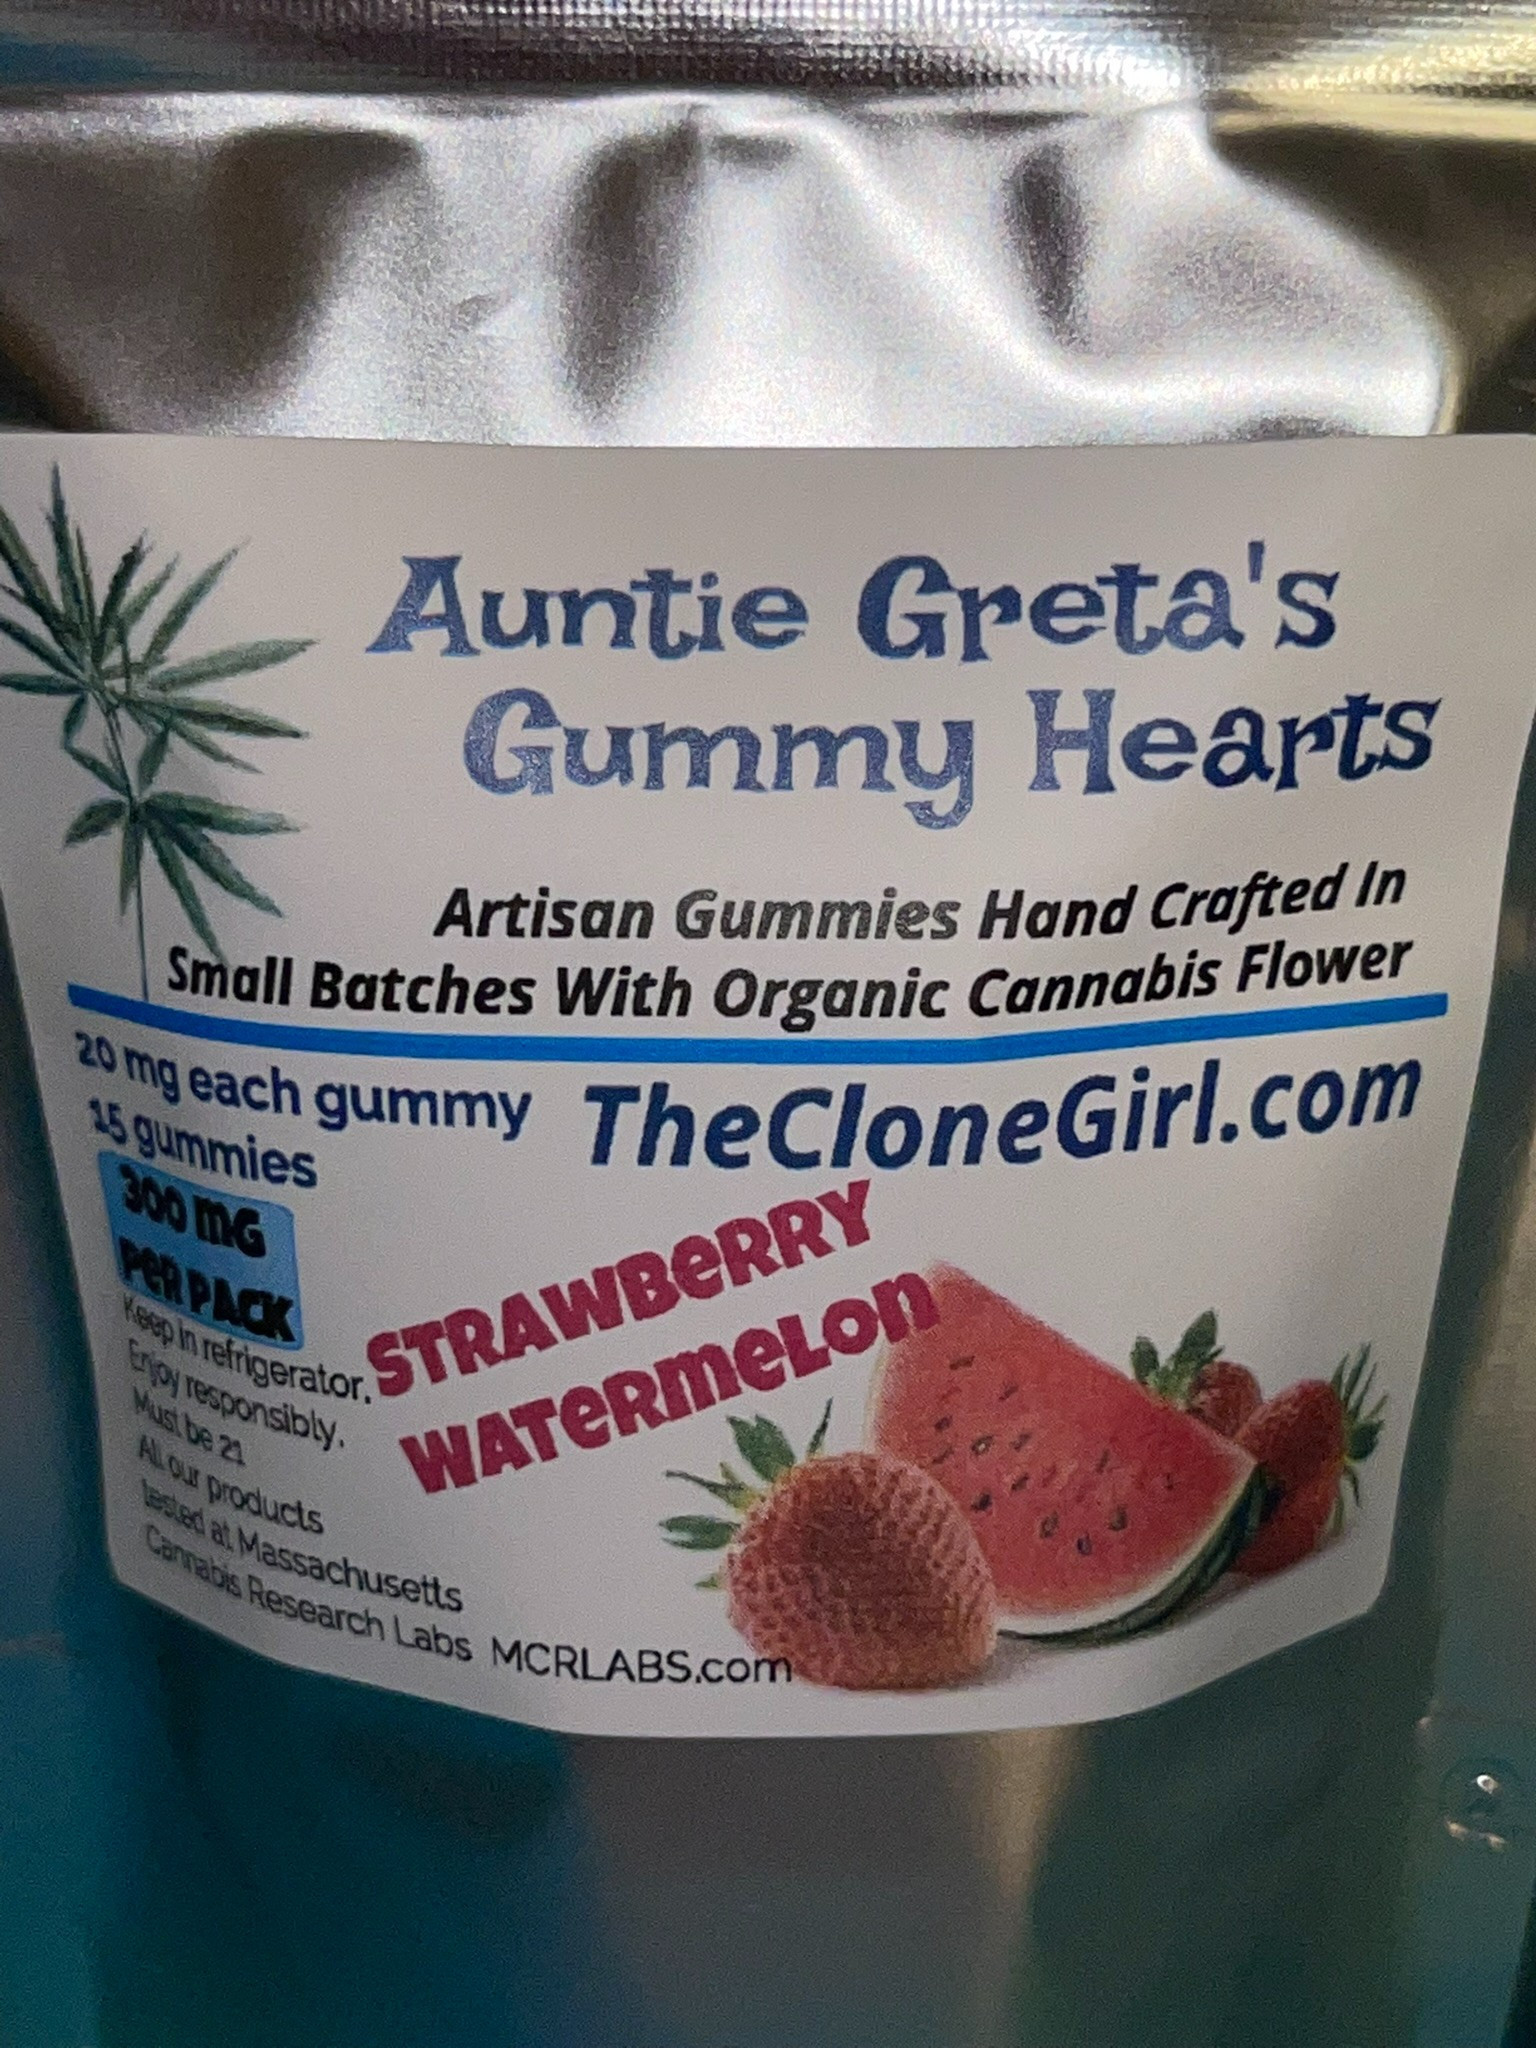 Auntie Greta's
Gummy Hearts
Artisan Gummies Hand Crafted In
Small Batches With Organic Cannabis Flower
20 mg each gummy
15 gummies
300 mG
PeR PACK
TheCloneGirl.com
STRAWBeRRY
WATeRmeLon
Keep in refrigerator.
Enjoy responsibly.
Must be 21
All our products
tested at Massachusetts
Cannabis Research Labs MCRLABS.com